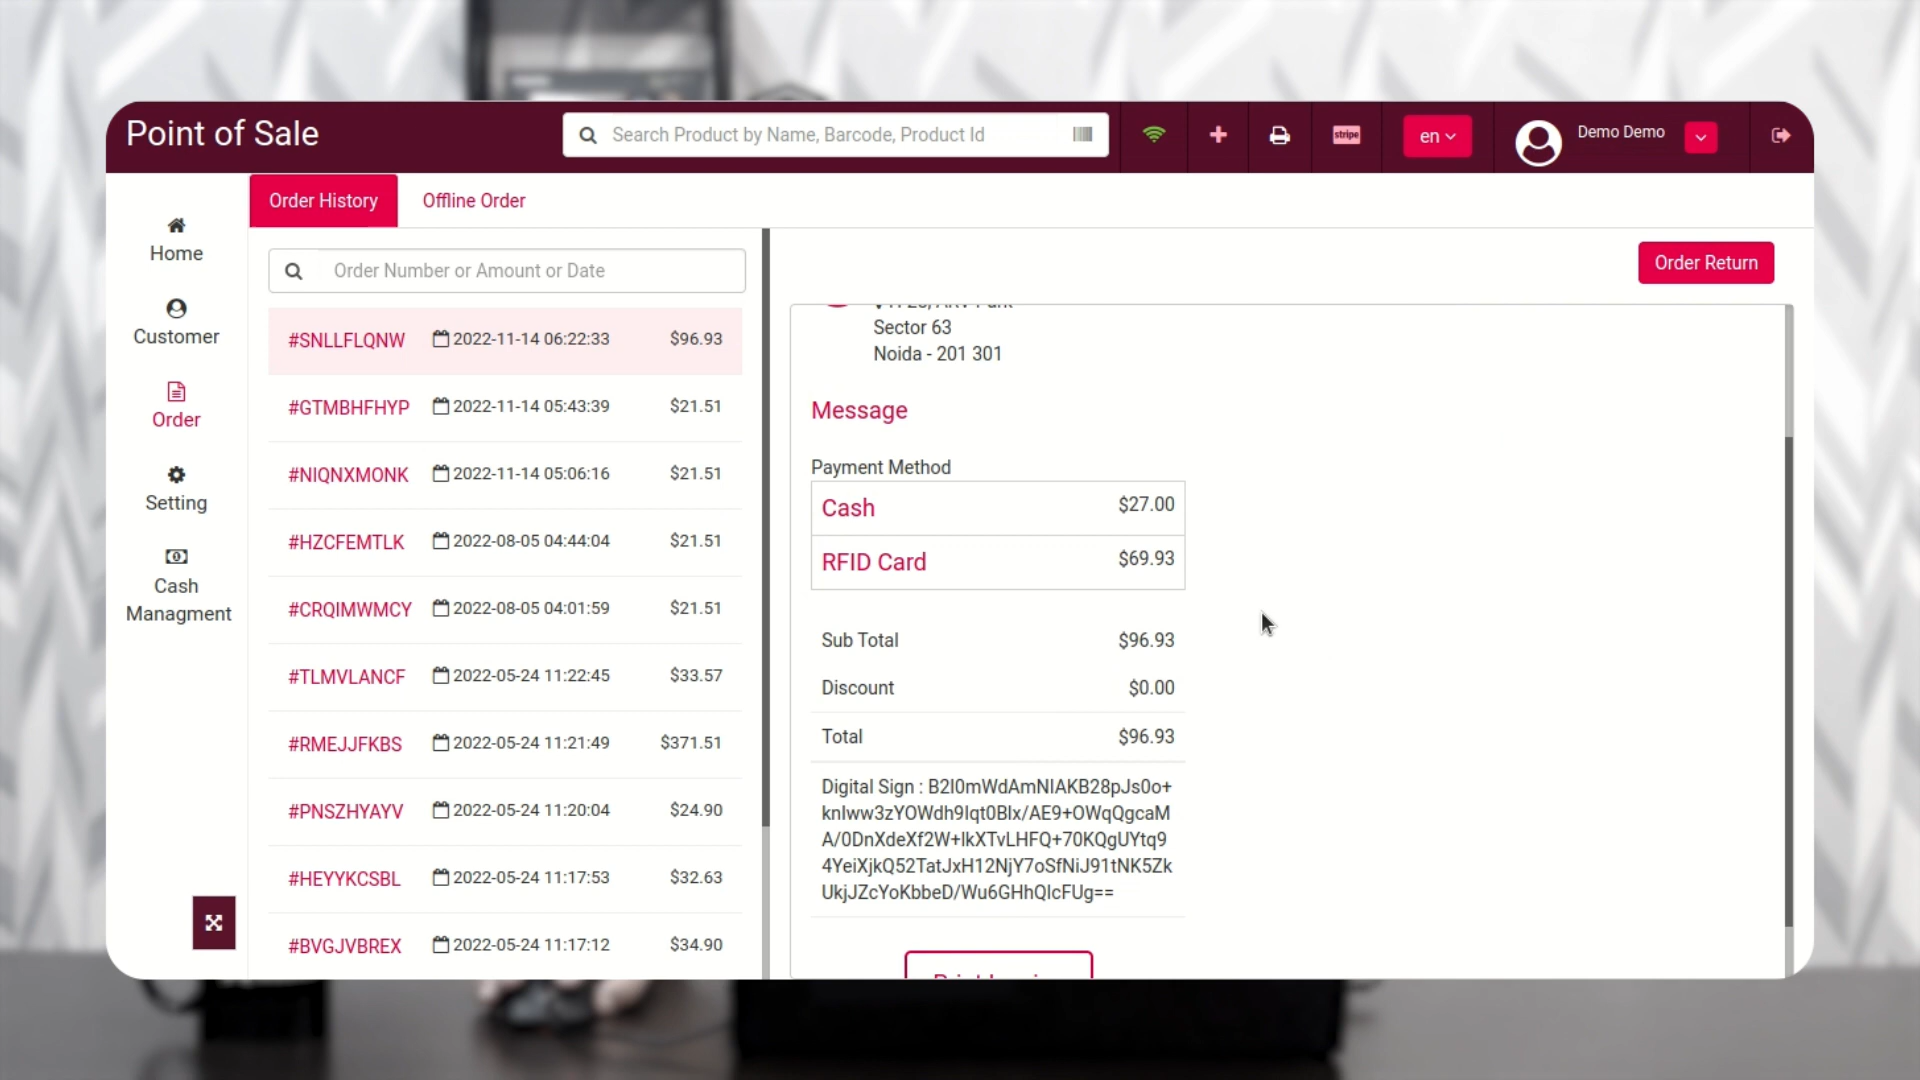 Point of Sale
Search Product by Name, Barcode, Product Id
stripe
en
Demo Demo
Order History
Offline Order
Home
Customer
Order
Setting
Cash
Managment
Order Number or Amount or Date
Order Return
#SNLLFLQNW 2022-11-14 06:22:33 $96.93
#GTMBHFHYP 2022-11-14 05:43:39 $21.51
#NIQNXMONK 2022-11-14 05:06:16 $21.51
#HZCFEMTLK 2022-08-05 04:44:04 $21.51
#CRQIMWMCY 2022-08-05 04:01:59 $21.51
#TLMVLANCF 2022-05-24 11:22:45 $33.57
#RMEJJFKBS 2022-05-24 11:21:49 $371.51
#PNSZHYAYV 2022-05-24 11:20:04 $24.90
#HEYYKCSBL 2022-05-24 11:17:53 $32.63
#BVGJVBREX 2022-05-24 11:17:12 $34.90
Sector 63
Noida - 201 301
Message
Payment Method
Cash $27.00
RFID Card $69.93
Sub Total $96.93
Discount $0.00
Total $96.93
Digital Sign : B2I0mWdAmNIAKB28pJs0o+
knIww3zYOWdh9Iqt0BIx/AE9+OWqQgcaM
A/0DnXdeXf2W+IkXTvLHFQ+70KQgUYtq9
4YeiXjkQ52TatJxH12NjY7oSfNiJ91tNK5Zk
UkjJZcYoKbbeD/Wu6GHhQIcFUg==